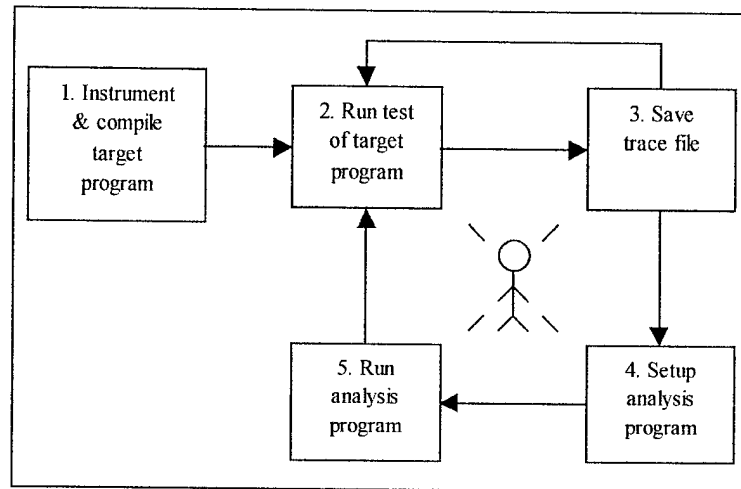 1. Instrument
& compile
target
program
2. Run test
of target
program
3. Save
trace file
4. Setup
analysis
program
5. Run
analysis
program